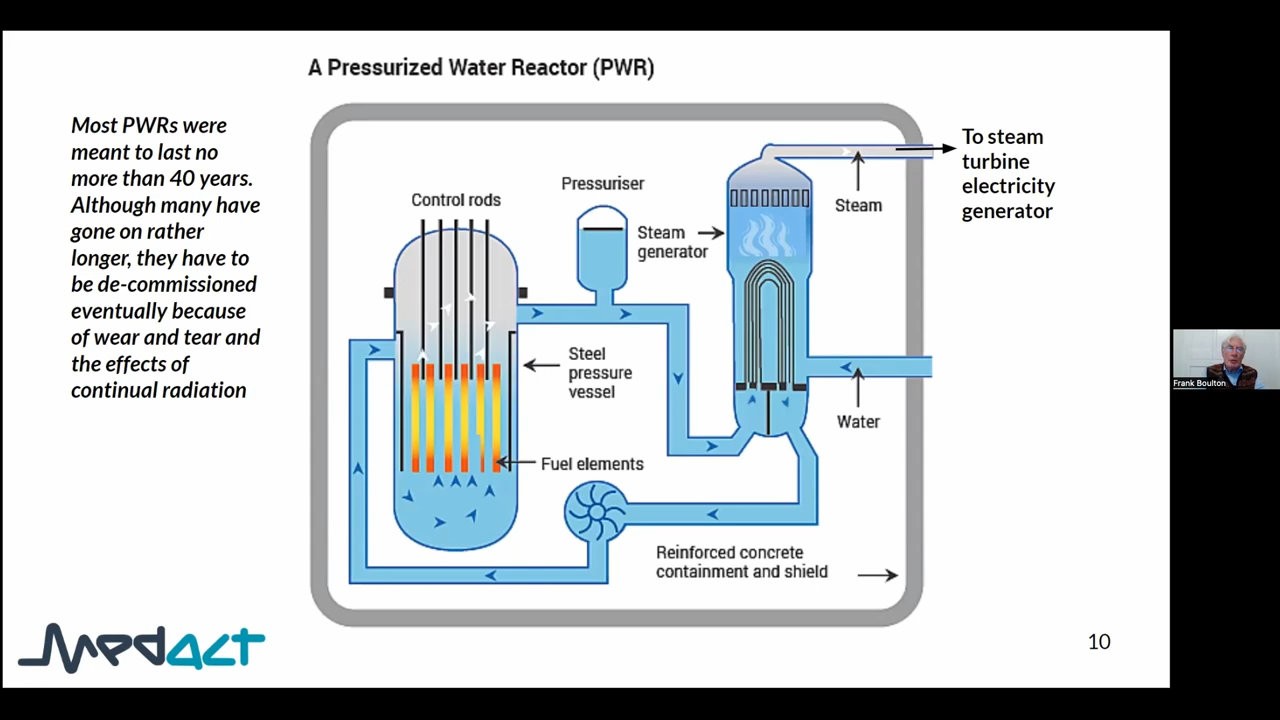 A Pressurized Water Reactor (PWR)
Most PWRs were
meant to last no
more than 40 years.
Although many have
gone on rather
longer, they have to
be de-commissioned
eventually because
of wear and tear and
the effects of
continual radiation
Control rods
Pressuriser
Steam
generator
Steam
To steam
turbine
electricity
generator
Steel
pressure
vessel
Water
Fuel elements
Reinforced concrete
containment and shield
Medact
10
Frank Boulton